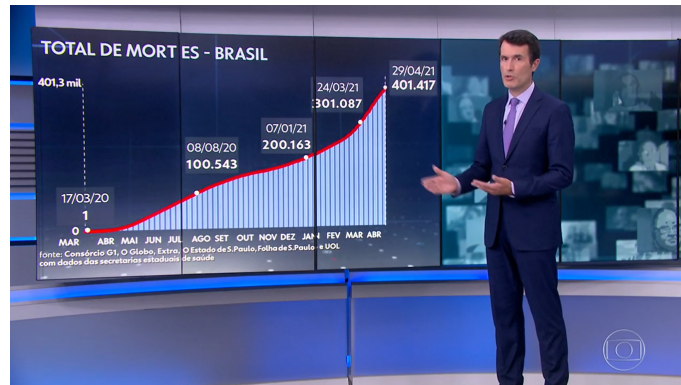 TOTAL DE MORTES - BRASIL
401,3 mil
29/04/21
401.417
24/03/21
301.087
07/01/21
200.163
08/08/20
100.543
17/03/20
1
0
MAR ABR MAI JUN JUL AGO SET OUT NOV DEZ JAN FEV MAR ABR
fonte: Consórcio G1, O Globo, Extra, O Estado de S.Paulo, Folha de S.Paulo e UOL
com dados das secretarias estaduais de saúde